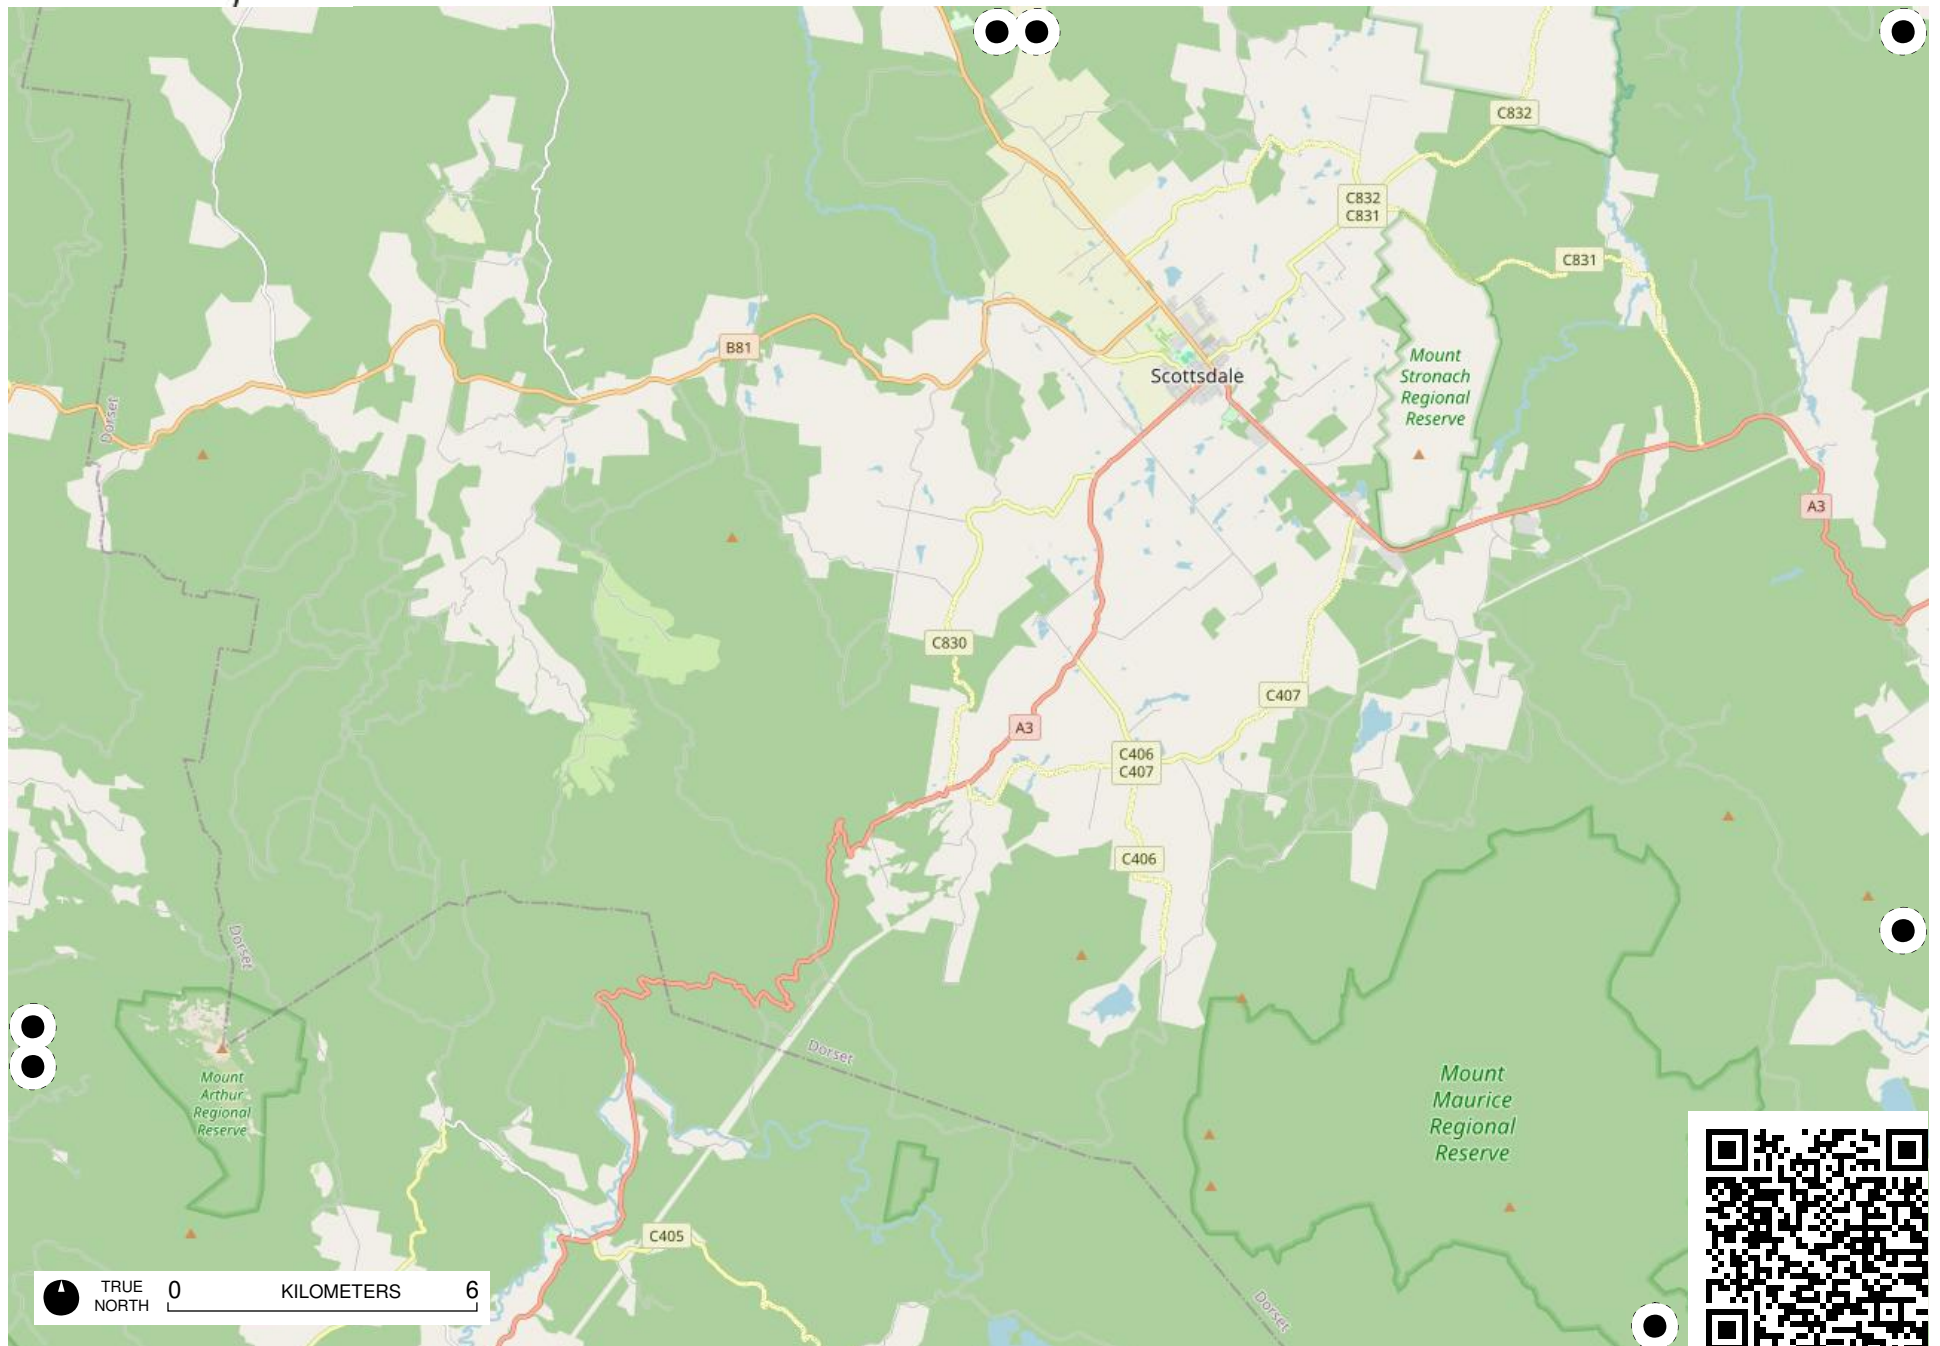 C832
C832
C831
C831
B81
Scottsdale
Mount
Stronach
Regional
Reserve
Dorset
A3
C830
C407
A3
C406
C407
C406
Dorset
Dorset
Mount
Arthur
Regional
Reserve
Mount
Maurice
Regional
Reserve
C405
Dorset
TRUE
NORTH
0 KILOMETERS 6